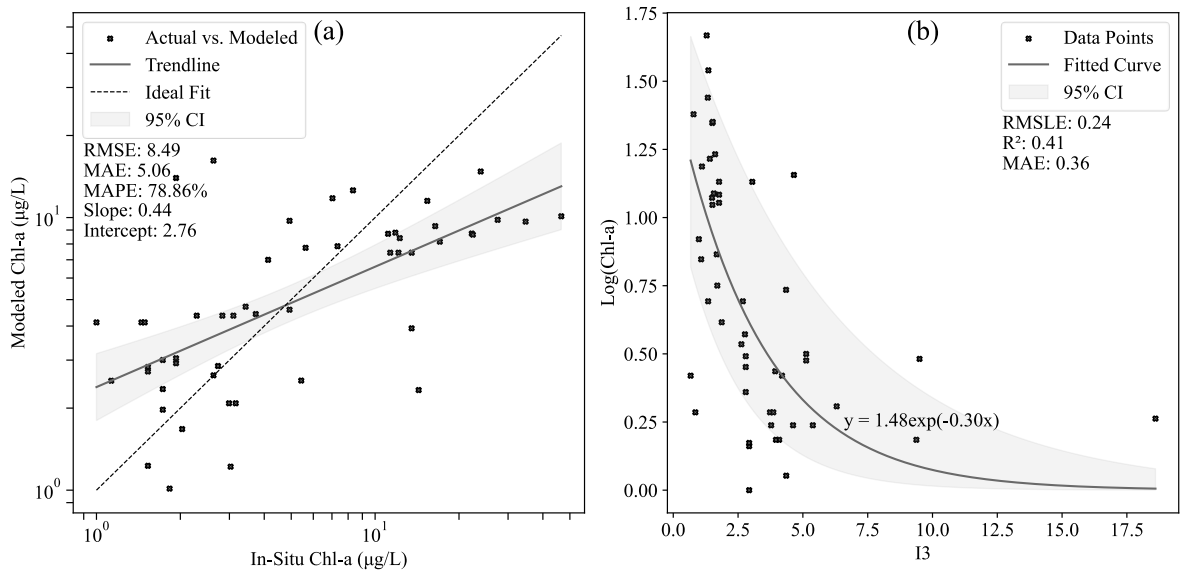 (a)
Actual vs. Modeled
Trendline
Ideal Fit
95% CI
RMSE: 8.49
MAE: 5.06
MAPE: 78.86%
Slope: 0.44
Intercept: 2.76
Modeled Chl-a (μg/L)
10¹
10⁰
10⁰
10¹
In-Situ Chl-a (μg/L)
(b)
Data Points
Fitted Curve
95% CI
RMSLE: 0.24
R²: 0.41
MAE: 0.36
y = 1.48exp(-0.30x)
Log(Chl-a)
1.75
1.50
1.25
1.00
0.75
0.50
0.25
0.00
0.0
2.5
5.0
7.5
10.0
12.5
15.0
17.5
I3